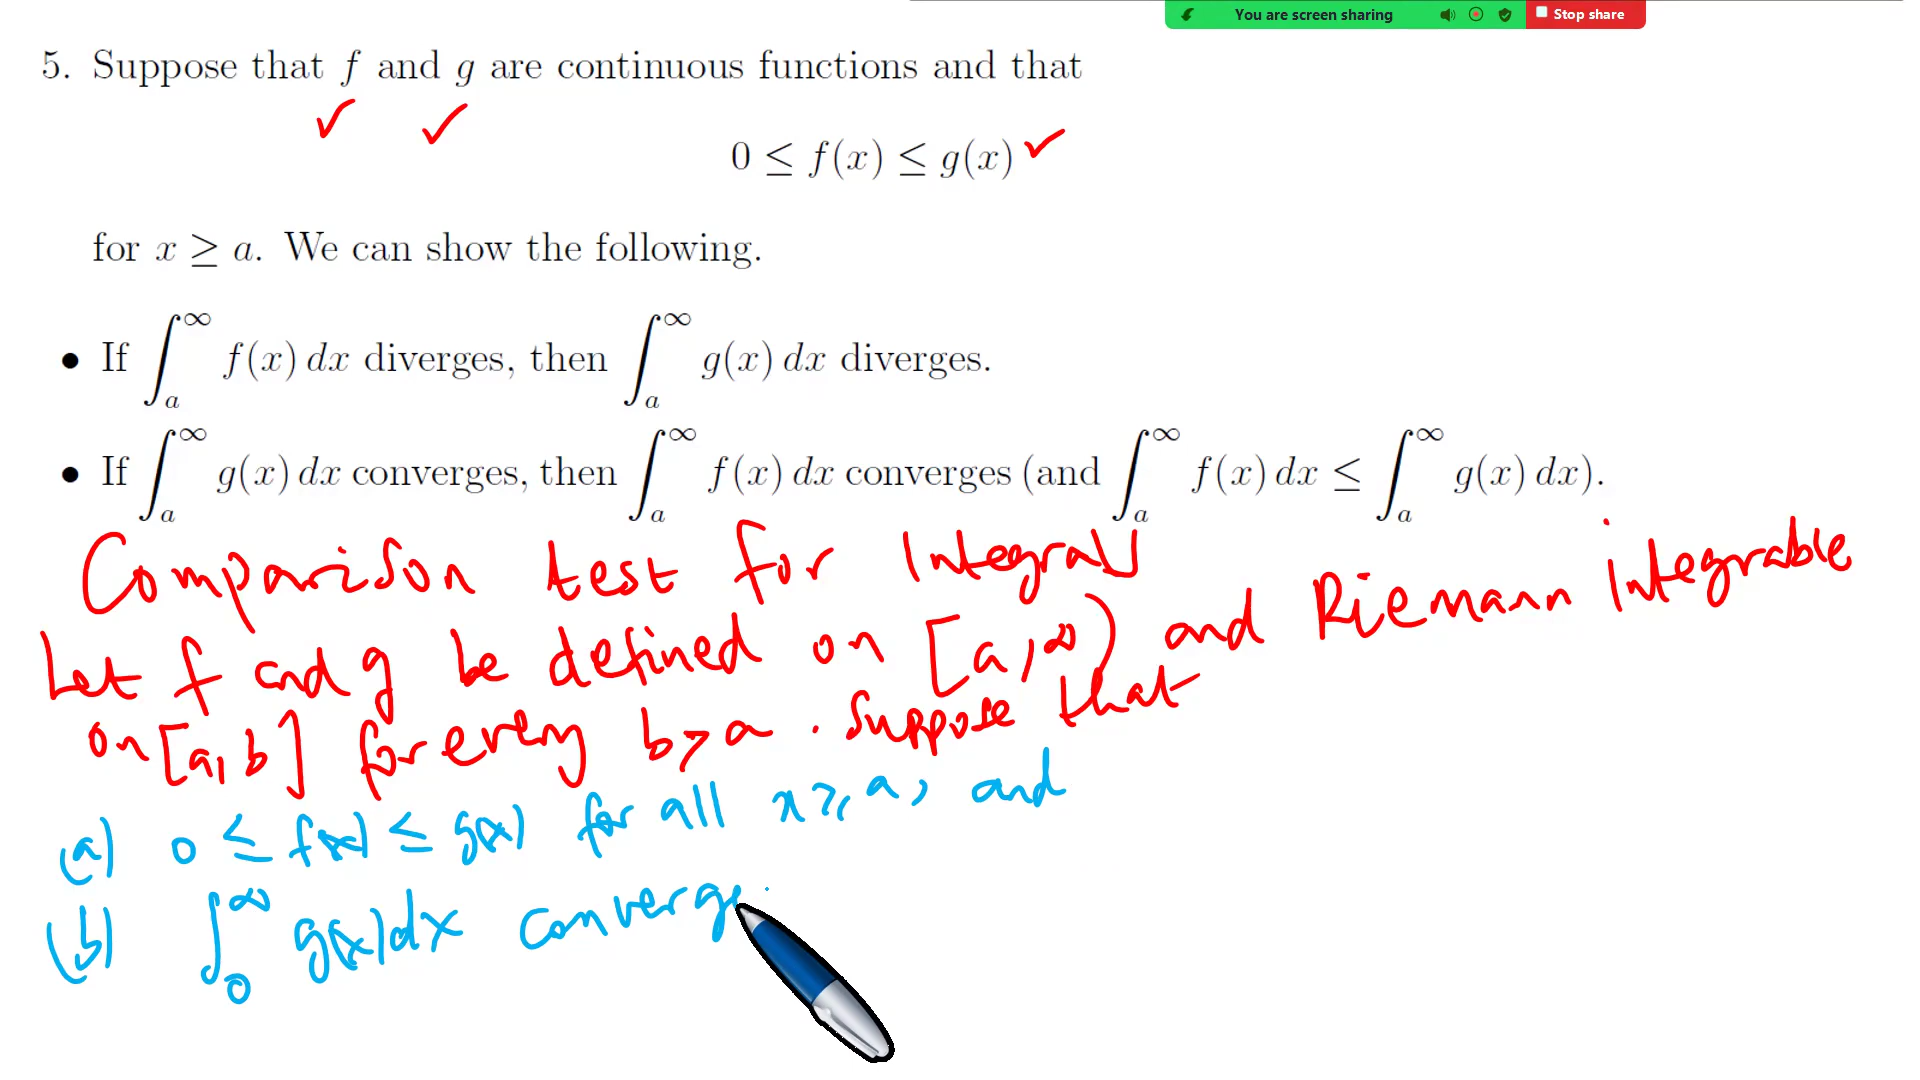 You are screen sharing Stop share
5. Suppose that f and g are continuous functions and that
0 ≤ f(x) ≤ g(x)
for x ≥ a. We can show the following.
• If ∫_a^∞ f(x) dx diverges, then ∫_a^∞ g(x) dx diverges.
• If ∫_a^∞ g(x) dx converges, then ∫_a^∞ f(x) dx converges (and ∫_a^∞ f(x) dx ≤ ∫_a^∞ g(x) dx).
Comparison test for Integrals
Let f and g be defined on [a, ∞) and Riemann Integrable
on [a, b] for every b > a. Suppose that
(a) 0 ≤ f(x) ≤ g(x) for all x ≥ a, and
(b) ∫_0^∞ g(x) dx converge